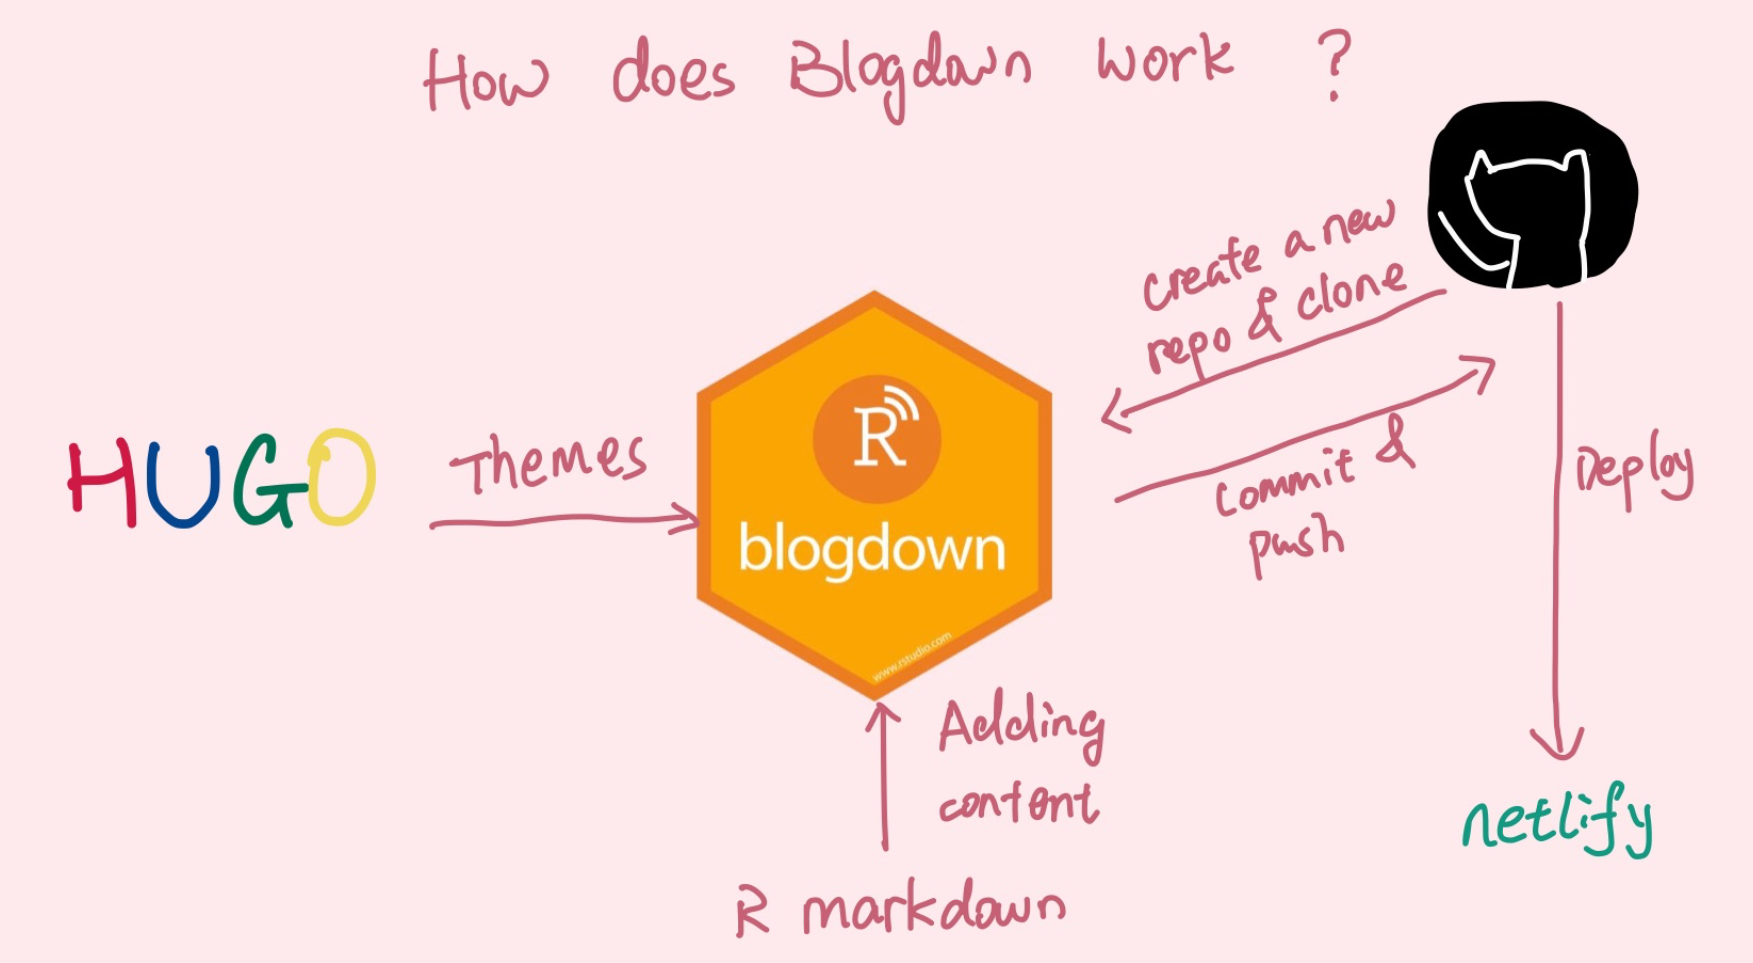 How does Blogdown work ?
create a new
repo & clone
HUGO
Themes
R
blogdown
www.rstudio.com
commit &
push
Deploy
Adding
content
netlify
R markdown